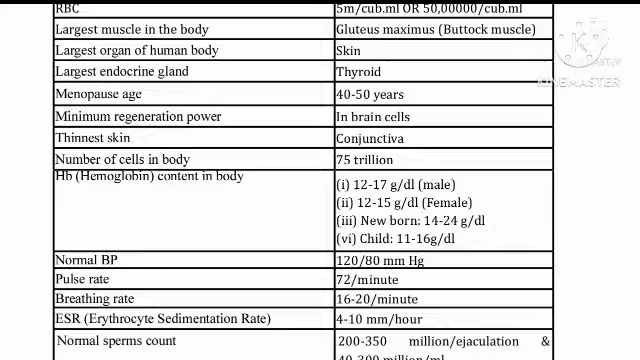 RBC 5m/cub.ml OR 50,00000/cub.ml
Largest muscle in the body Gluteus maximus (Buttock muscle)
Largest organ of human body Skin
Largest endocrine gland Thyroid
Menopause age 40-50 years
Minimum regeneration power In brain cells
Thinnest skin Conjunctiva
Number of cells in body 75 trillion
Hb (Hemoglobin) content in body
(i) 12-17 g/dl (male)
(ii) 12-15 g/dl (Female)
(iii) New born: 14-24 g/dl
(vi) Child: 11-16g/dl
Normal BP 120/80 mm Hg
Pulse rate 72/minute
Breathing rate 16-20/minute
ESR (Erythrocyte Sedimentation Rate) 4-10 mm/hour
Normal sperms count 200-350 million/ejaculation &
40-300 million/ml
K
KINEMASTER